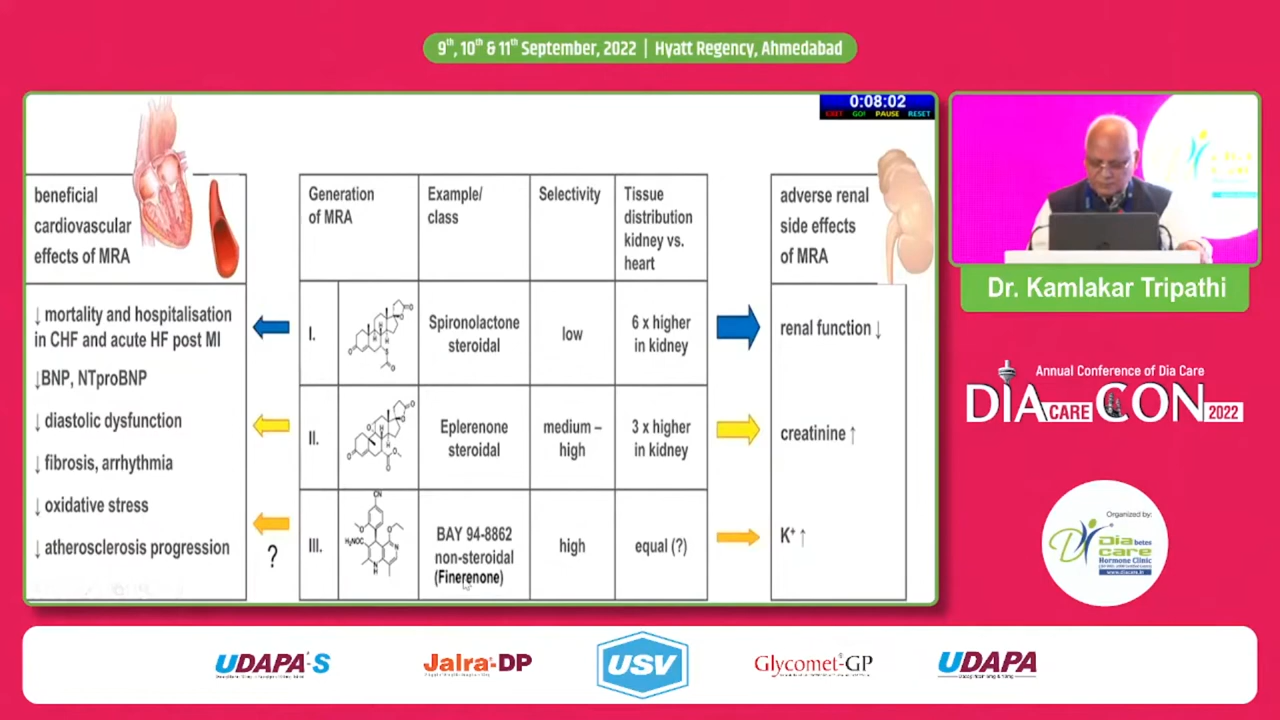 9th, 10th & 11th September, 2022 | Hyatt Regency, Ahmedabad
0:08:02
EXIT GO! PAUSE RESET
beneficial
cardiovascular
effects of MRA
↓ mortality and hospitalisation
in CHF and acute HF post MI
↓BNP, NTproBNP
↓ diastolic dysfunction
↓ fibrosis, arrhythmia
↓ oxidative stress
↓ atherosclerosis progression
?
Generation
of MRA
Example/
class
Selectivity
Tissue
distribution
kidney vs.
heart
I.
Spironolactone
steroidal
low
6 x higher
in kidney
II.
Eplerenone
steroidal
medium –
high
3 x higher
in kidney
III.
CN
H₂NOC
BAY 94-8862
non-steroidal
(Finerenone)
high
equal (?)
adverse renal
side effects
of MRA
renal function ↓
creatinine ↑
K⁺ ↑
Dr. Kamlakar Tripathi
Annual Conference of Dia Care
DIA CARE CON 2022
Organized by:
Diabetes
care
Hormone Clinic
UDAPA-S
Jalra-DP
USV
Glycomet-GP
UDAPA